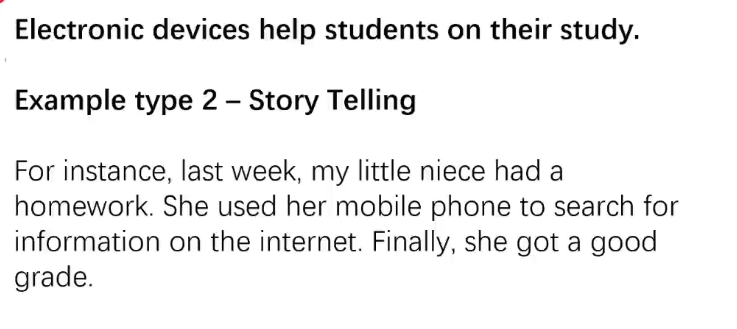 Electronic devices help students on their study.
Example type 2 – Story Telling
For instance, last week, my little niece had a
homework. She used her mobile phone to search for
information on the internet. Finally, she got a good
grade.